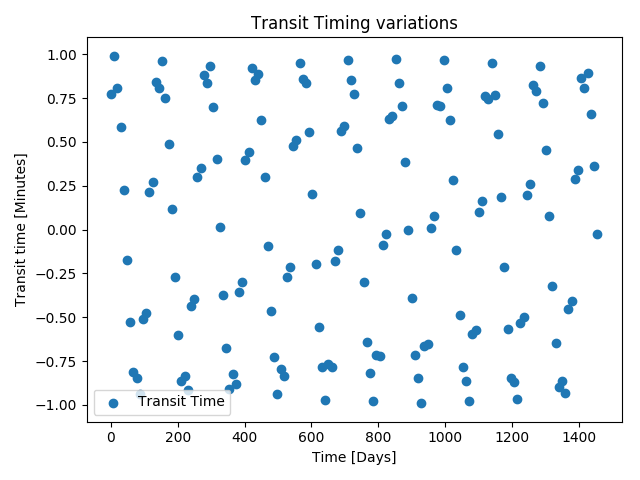 Transit Timing variations
1.00
0.75
0.50
0.25
0.00
−0.25
−0.50
−0.75
−1.00
Transit time [Minutes]
Transit Time
0 200 400 600 800 1000 1200 1400
Time [Days]